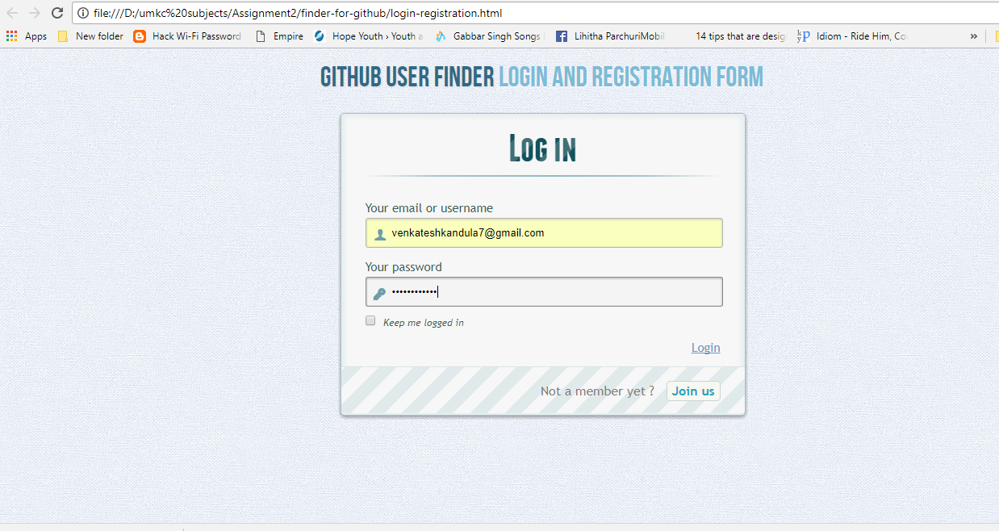 file:///D:/umkc%20subjects/Assignment2/finder-for-github/login-registration.html
Apps New folder Hack Wi-Fi Password Empire Hope Youth › Youth a Gabbar Singh Songs Lihitha ParchuriMobil 14 tips that are desig Idiom - Ride Him, Co »
GITHUB USER FINDER LOGIN AND REGISTRATION FORM
Log in
Your email or username
venkateshkandula7@gmail.com
Your password
••••••••••••
Keep me logged in
Login
Not a member yet ? Join us